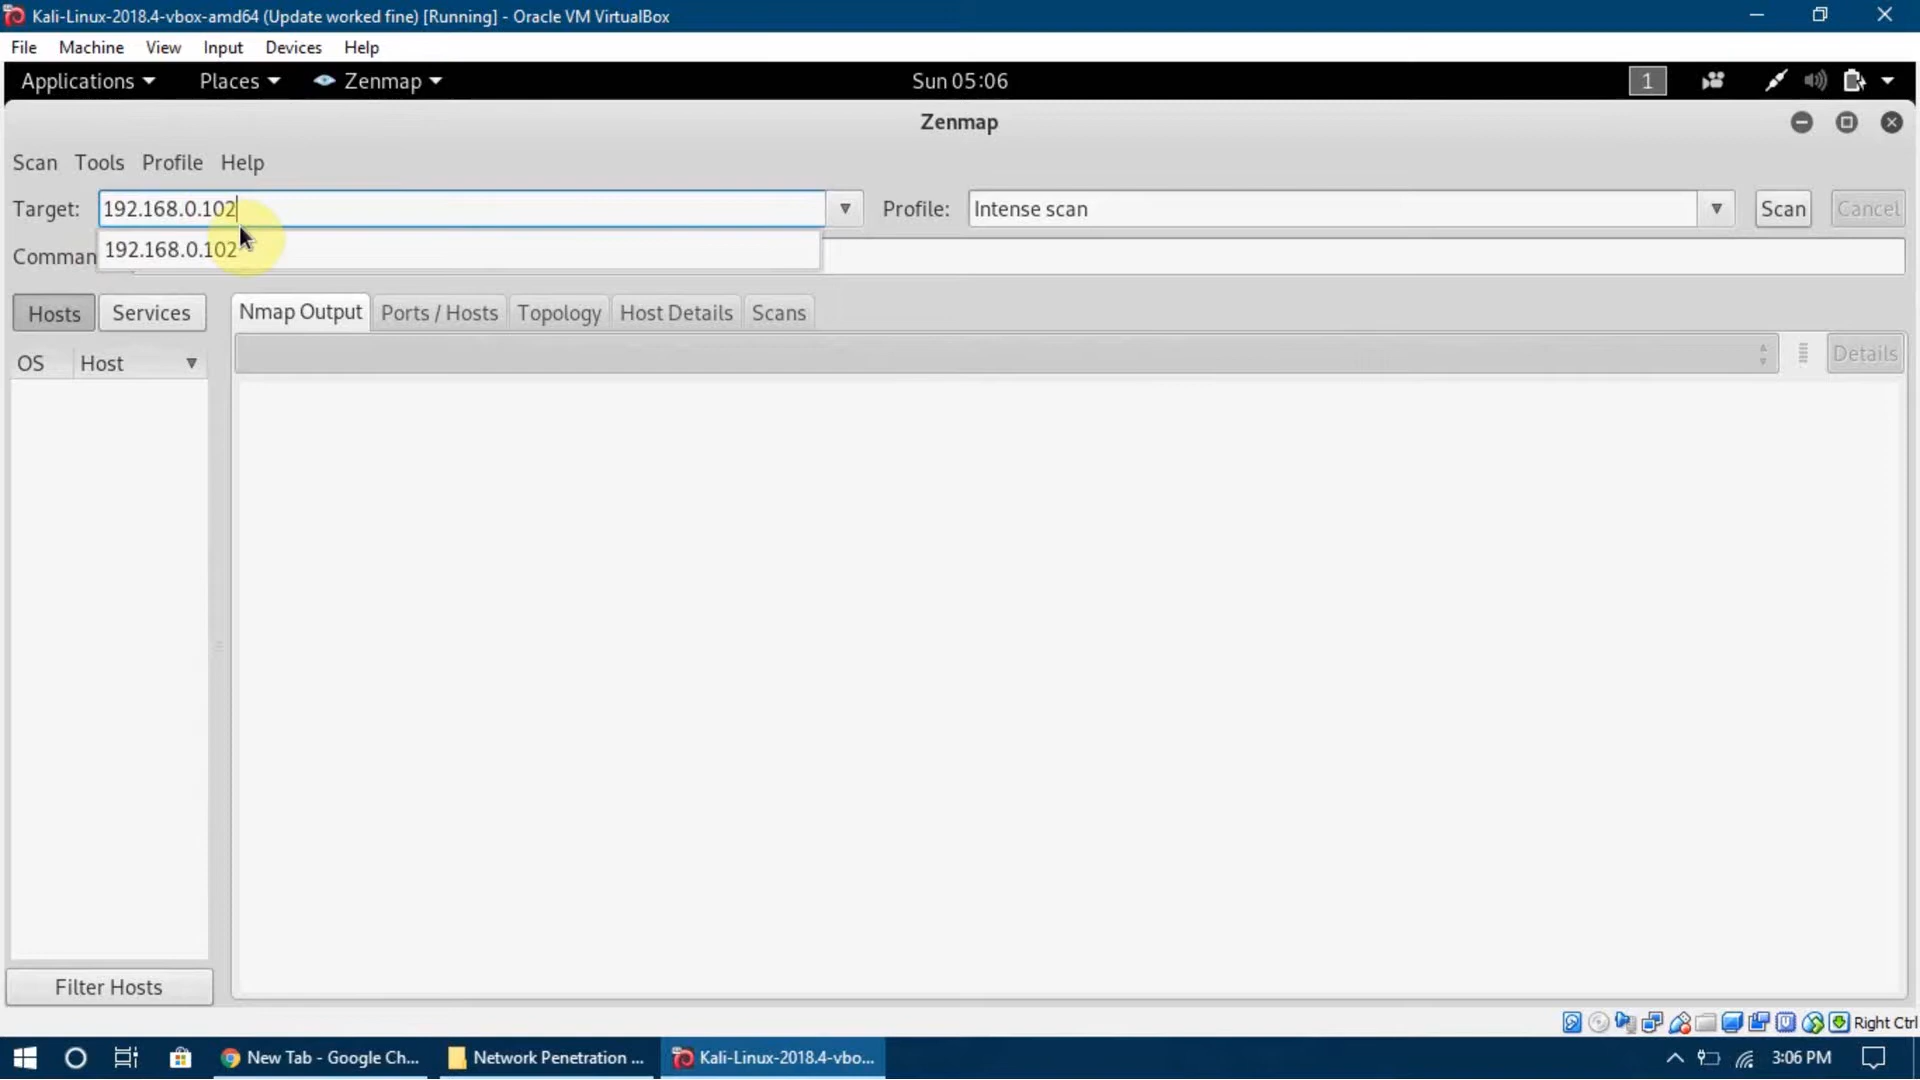 Kali-Linux-2018.4-vbox-amd64 (Update worked fine) [Running] - Oracle VM VirtualBox
File Machine View Input Devices Help
Applications Places Zenmap Sun 05:06 1
Zenmap
Scan Tools Profile Help
Target: 192.168.0.102 Profile: Intense scan Scan Cancel
Comman 192.168.0.102
Hosts Services Nmap Output Ports / Hosts Topology Host Details Scans
OS Host Details
Filter Hosts
Right Ctrl
New Tab - Google Ch... Network Penetration ... Kali-Linux-2018.4-vbo... 3:06 PM